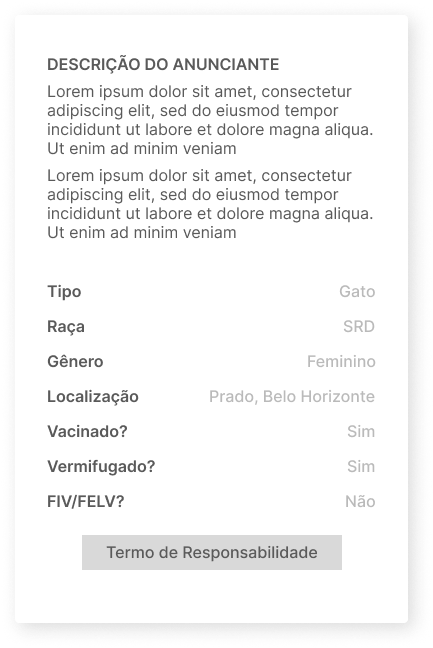 DESCRIÇÃO DO ANUNCIANTE
Lorem ipsum dolor sit amet, consectetur
adipiscing elit, sed do eiusmod tempor
incididunt ut labore et dolore magna aliqua.
Ut enim ad minim veniam
Lorem ipsum dolor sit amet, consectetur
adipiscing elit, sed do eiusmod tempor
incididunt ut labore et dolore magna aliqua.
Ut enim ad minim veniam
Tipo Gato
Raça SRD
Gênero Feminino
Localização Prado, Belo Horizonte
Vacinado? Sim
Vermifugado? Sim
FIV/FELV? Não
Termo de Responsabilidade